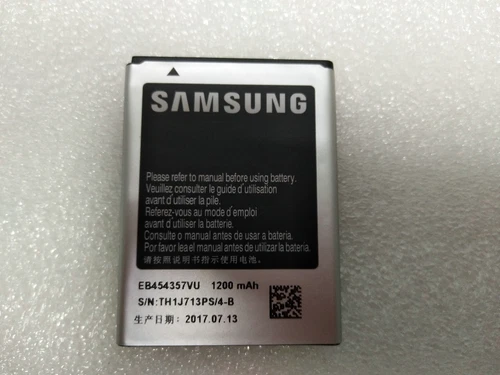 SAMSUNG
Please refer to manual before using battery.
Veuillez consulter le guide d'utilisation
avant d'utiliser la pile.
Referez-vous au mode d'emploi
avant d'utiliser la batterie.
Consulte o manual antes de usar a bateria.
Por favor lea el manual antes de utilizar la bateria.
请按照说明书指示使用电池。
EB454357VU 1200 mAh
S/N:TH1J713PS/4-B
生产日期: 2017.07.13